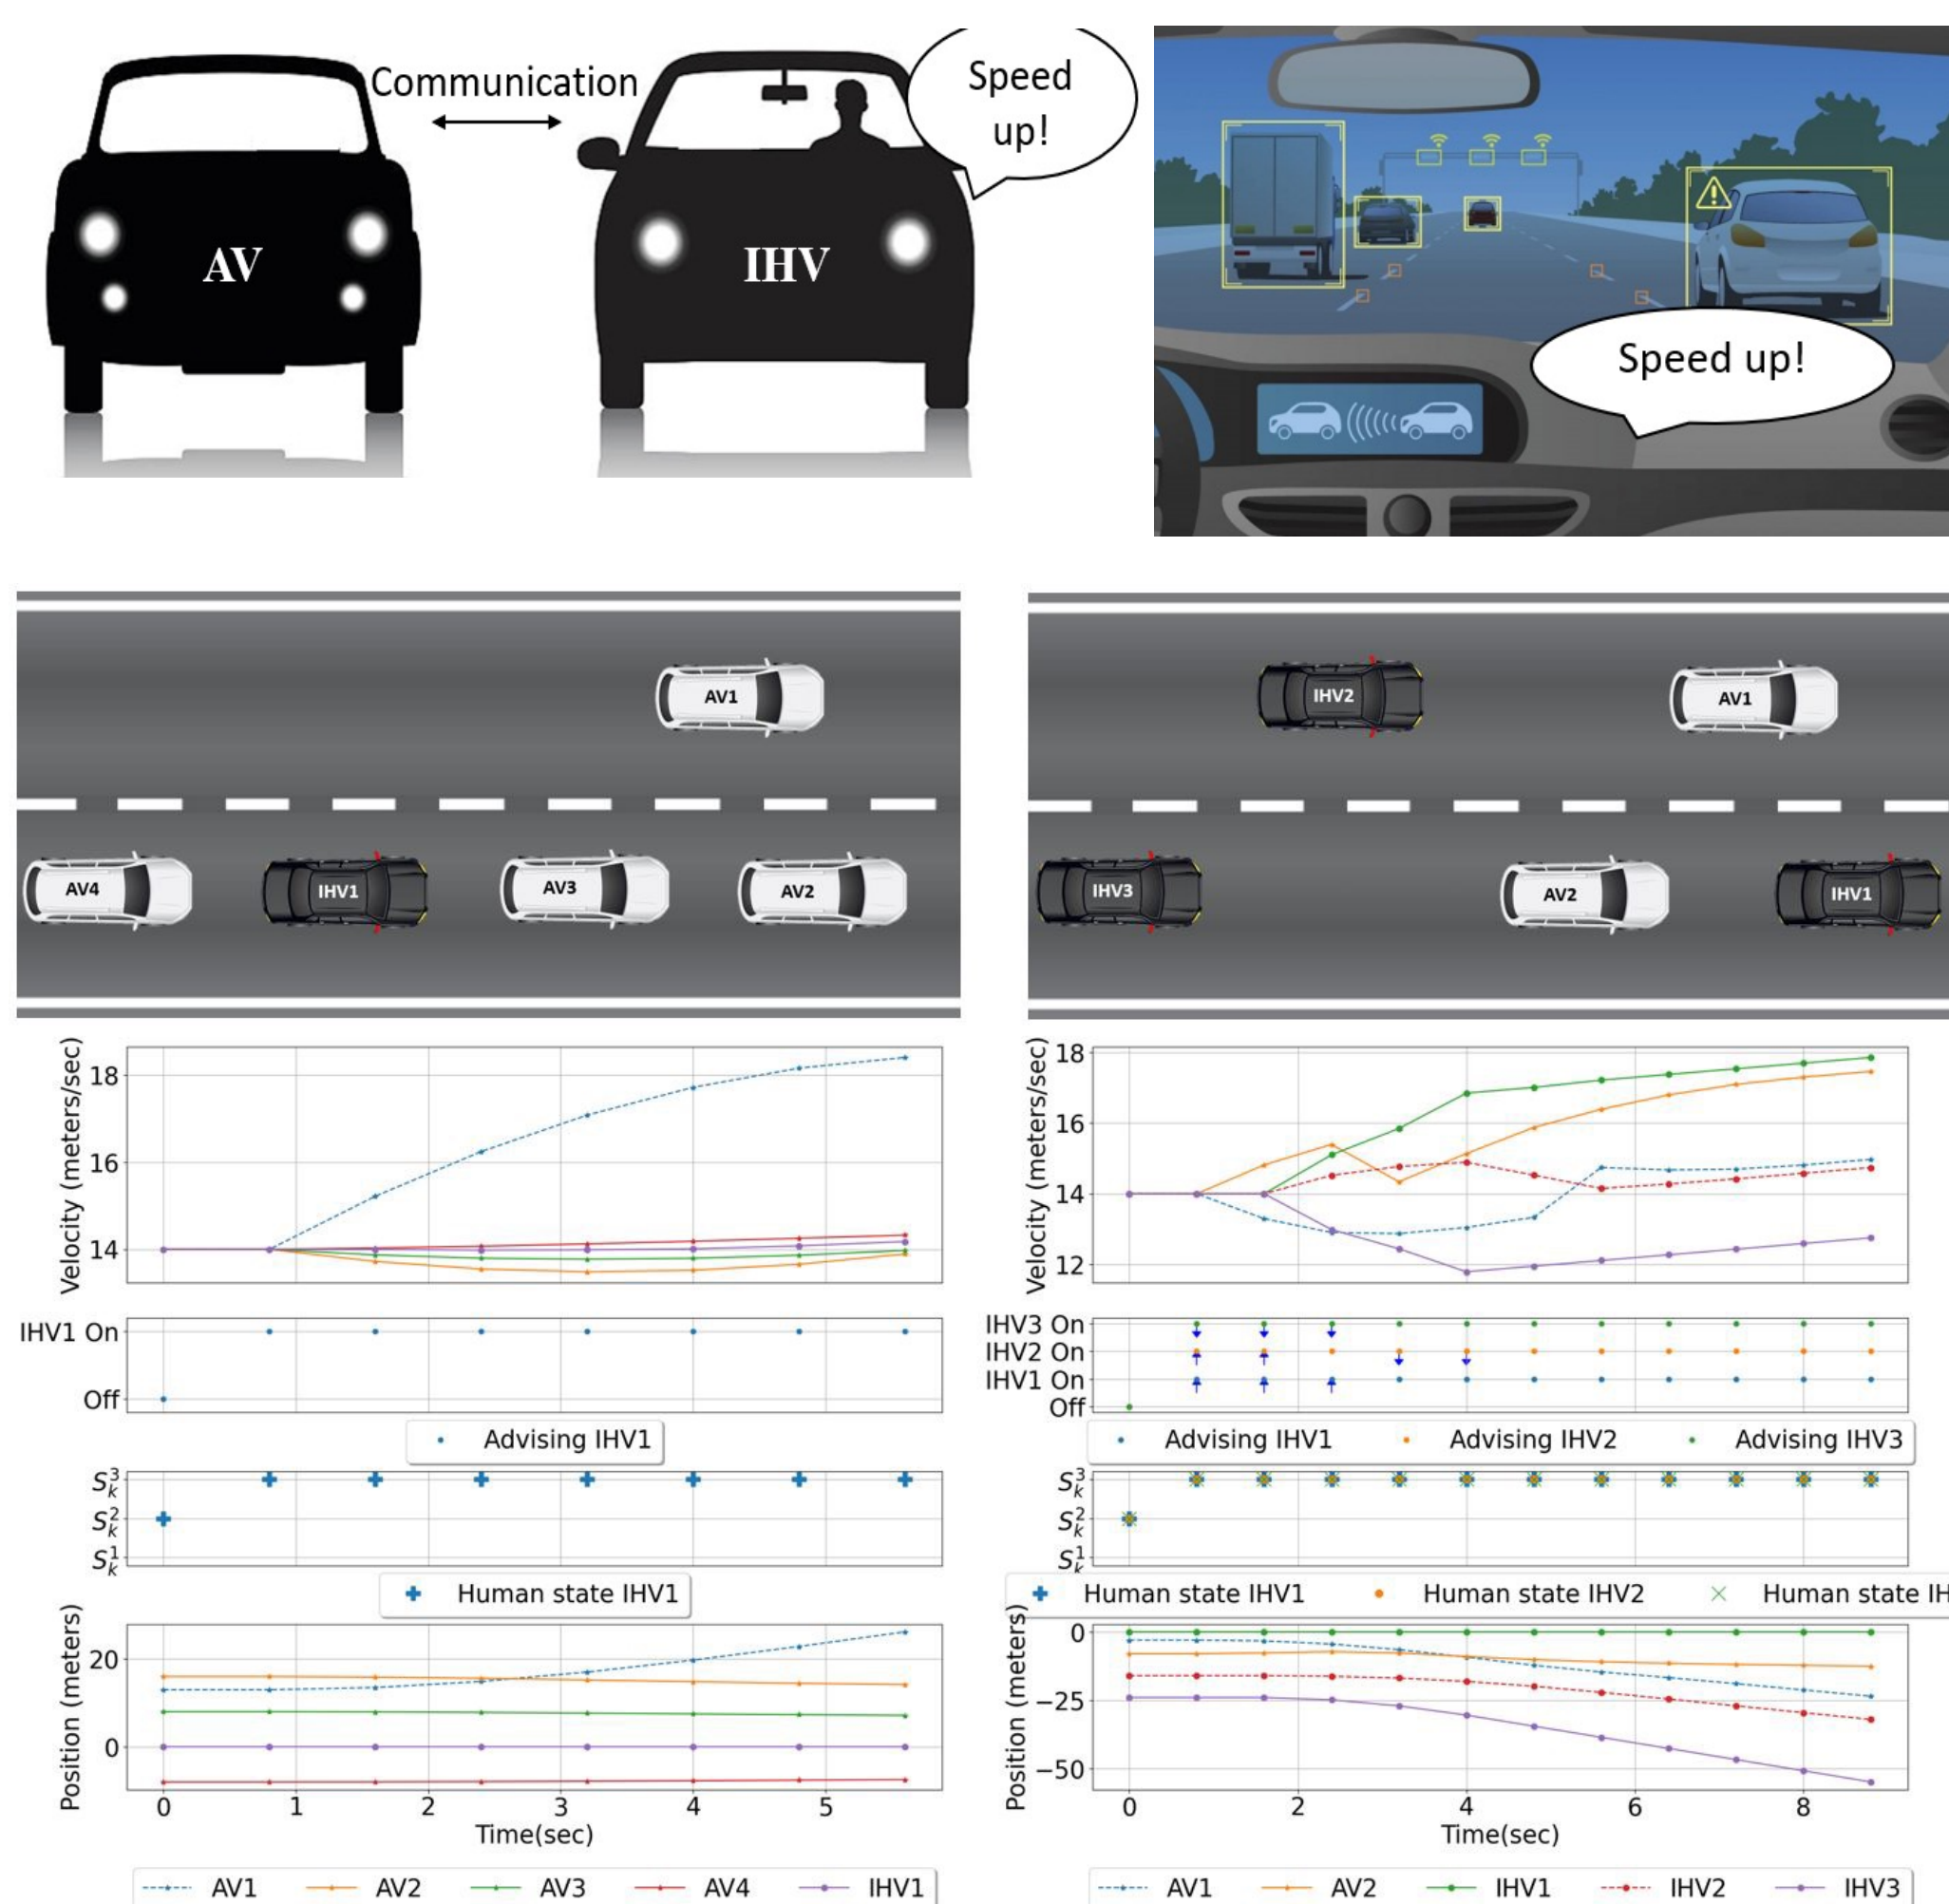 Communication
Speed
up!
AV
IHV
Speed up!
AV1
AV4
IHV1
AV3
AV2
IHV2
AV1
IHV3
AV2
IHV1
Velocity (meters/sec)
18
16
14
IHV1 On
Off
Advising IHV1
S_k^3
S_k^2
S_k^1
Human state IHV1
Position (meters)
20
0
0 1 2 3 4 5
Time(sec)
AV1 AV2 AV3 AV4 IHV1
Velocity (meters/sec)
18
16
14
12
IHV3 On
IHV2 On
IHV1 On
Off
Advising IHV1 Advising IHV2 Advising IHV3
S_k^3
S_k^2
S_k^1
Human state IHV1 Human state IHV2 Human state IH
Position (meters)
0
−25
−50
0 2 4 6 8
Time(sec)
AV1 AV2 IHV1 IHV2 IHV3